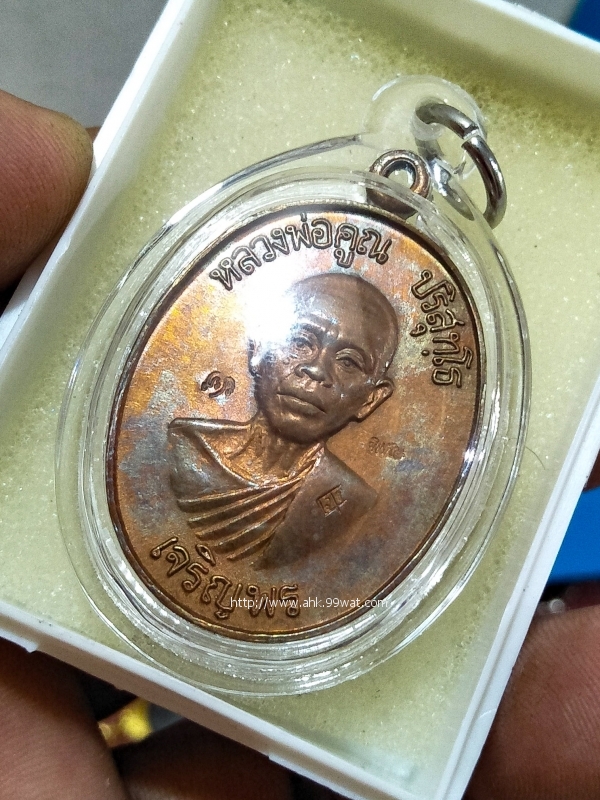 หลวงพ่อคูณ ปริสุทฺโธ
เจริญพร
http://www.ahk.99wat.com